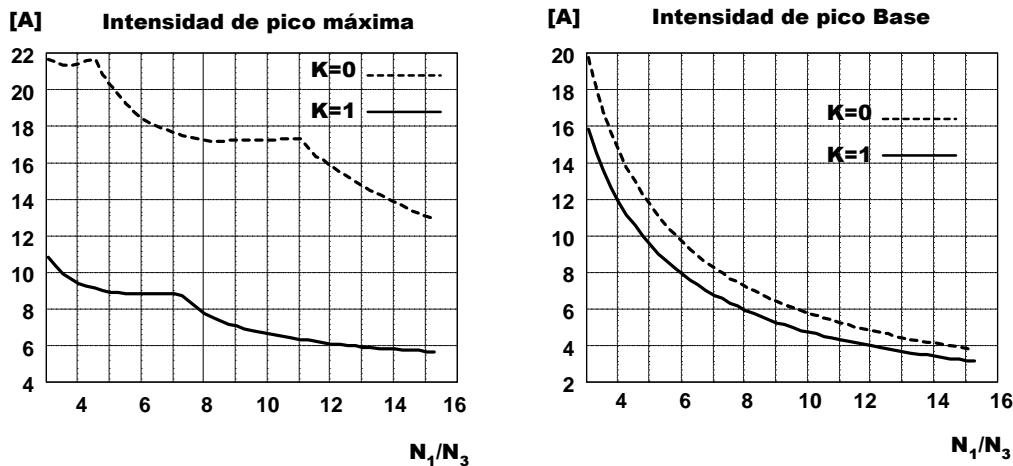 [A] Intensidad de pico máxima
22
20
18
16
14
12
10
8
6
4
K=0
K=1
4 6 8 10 12 14 16
N1/N3
[A] Intensidad de pico Base
20
18
16
14
12
10
8
6
4
2
K=0
K=1
4 6 8 10 12 14 16
N1/N3